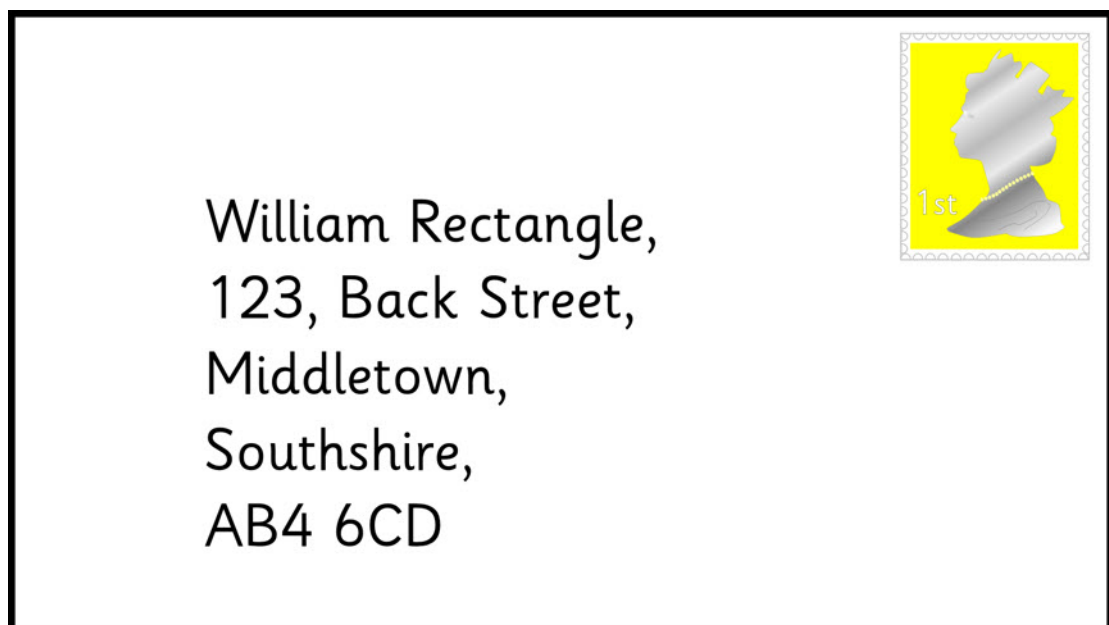 1st
William Rectangle,
123, Back Street,
Middletown,
Southshire,
AB4 6CD